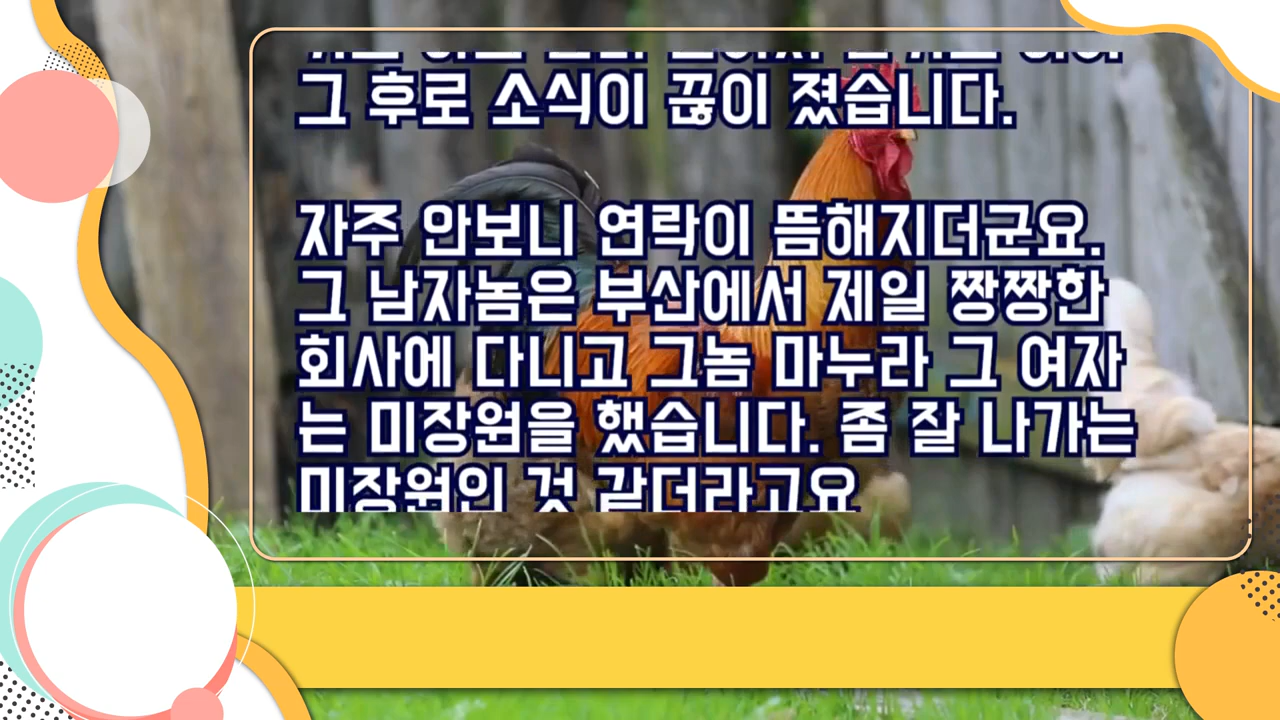 그 후로 소식이 끊이 졌습니다.
자주 안보니 연락이 뜸해지더군요.
그 남자놈은 부산에서 제일 짱짱한
회사에 다니고 그놈 마누라 그 여자
는 미장원을 했습니다. 좀 잘 나가는
미장원인 것 같더라고요